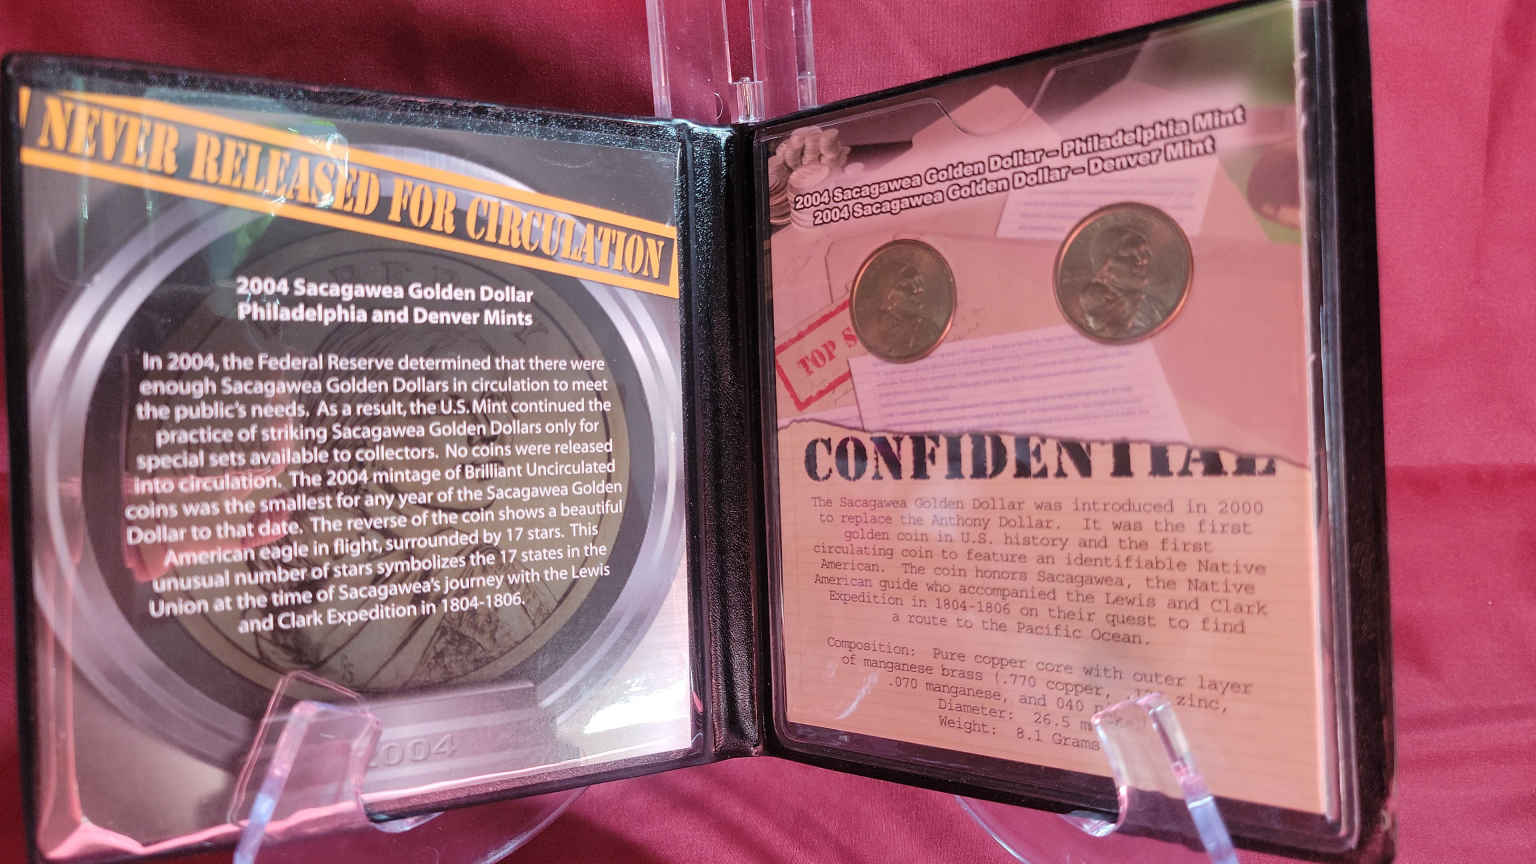 NEVER RELEASED FOR CIRCULATION
2004 Sacagawea Golden Dollar
Philadelphia and Denver Mints
In 2004, the Federal Reserve determined that there were
enough Sacagawea Golden Dollars in circulation to meet
the public's needs. As a result, the U.S. Mint continued the
practice of striking Sacagawea Golden Dollars only for
special sets available to collectors. No coins were released
into circulation. The 2004 mintage of Brilliant Uncirculated
coins was the smallest for any year of the Sacagawea Golden
Dollar to that date. The reverse of the coin shows a beautiful
American eagle in flight, surrounded by 17 stars. This
unusual number of stars symbolizes the 17 states in the
Union at the time of Sacagawea's journey with the Lewis
and Clark Expedition in 1804-1806.
2004
2004 Sacagawea Golden Dollar – Philadelphia Mint
2004 Sacagawea Golden Dollar – Denver Mint
TOP S
CONFIDENTIAL
The Sacagawea Golden Dollar was introduced in 2000
to replace the Anthony Dollar. It was the first
golden coin in U.S. history and the first
circulating coin to feature an identifiable Native
American. The coin honors Sacagawea, the Native
American guide who accompanied the Lewis and Clark
Expedition in 1804-1806 on their quest to find
a route to the Pacific Ocean.
Composition: Pure copper core with outer layer
of manganese brass (.770 copper, zinc,
.070 manganese, and 040
Diameter: 26.5
Weight: 8.1 Grams